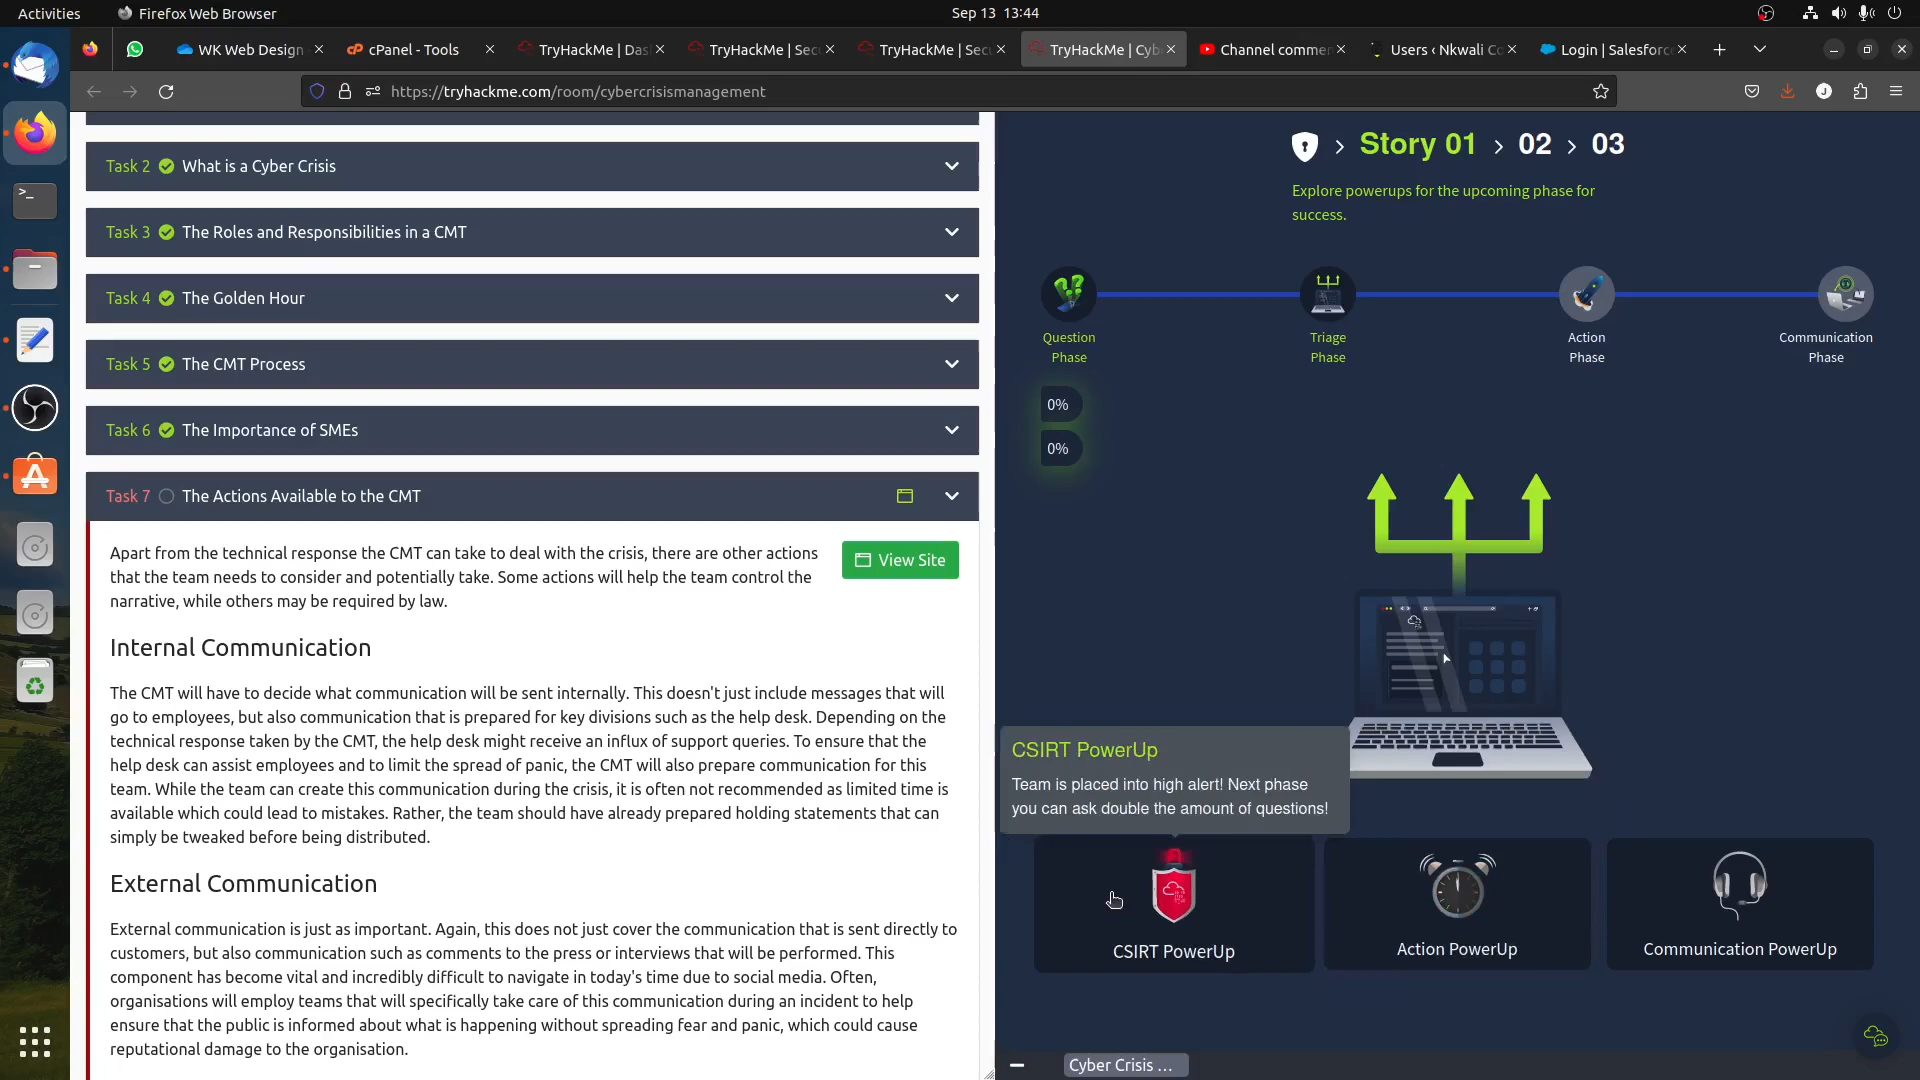 Activities
Firefox Web Browser
Sep 13 13:44
WK Web Design
cPanel - Tools
TryHackMe | Das
TryHackMe | Sec
TryHackMe | Sec
TryHackMe | Cyb
Channel commen
Users ‹ Nkwali Co
Login | Salesforc
https://tryhackme.com/room/cybercrisismanagement
Task 2 What is a Cyber Crisis
Task 3 The Roles and Responsibilities in a CMT
Task 4 The Golden Hour
Task 5 The CMT Process
Task 6 The Importance of SMEs
Task 7 The Actions Available to the CMT
View Site
Apart from the technical response the CMT can take to deal with the crisis, there are other actions
that the team needs to consider and potentially take. Some actions will help the team control the
narrative, while others may be required by law.
Internal Communication
The CMT will have to decide what communication will be sent internally. This doesn't just include messages that will
go to employees, but also communication that is prepared for key divisions such as the help desk. Depending on the
technical response taken by the CMT, the help desk might receive an influx of support queries. To ensure that the
help desk can assist employees and to limit the spread of panic, the CMT will also prepare communication for this
team. While the team can create this communication during the crisis, it is often not recommended as limited time is
available which could lead to mistakes. Rather, the team should have already prepared holding statements that can
simply be tweaked before being distributed.
External Communication
External communication is just as important. Again, this does not just cover the communication that is sent directly to
customers, but also communication such as comments to the press or interviews that will be performed. This
component has become vital and incredibly difficult to navigate in today's time due to social media. Often,
organisations will employ teams that will specifically take care of this communication during an incident to help
ensure that the public is informed about what is happening without spreading fear and panic, which could cause
reputational damage to the organisation.
› Story 01 › 02 › 03
Explore powerups for the upcoming phase for
success.
Question
Phase
Triage
Phase
Action
Phase
Communication
Phase
0%
0%
CSIRT PowerUp
Team is placed into high alert! Next phase
you can ask double the amount of questions!
CSIRT PowerUp
Action PowerUp
Communication PowerUp
Cyber Crisis ...